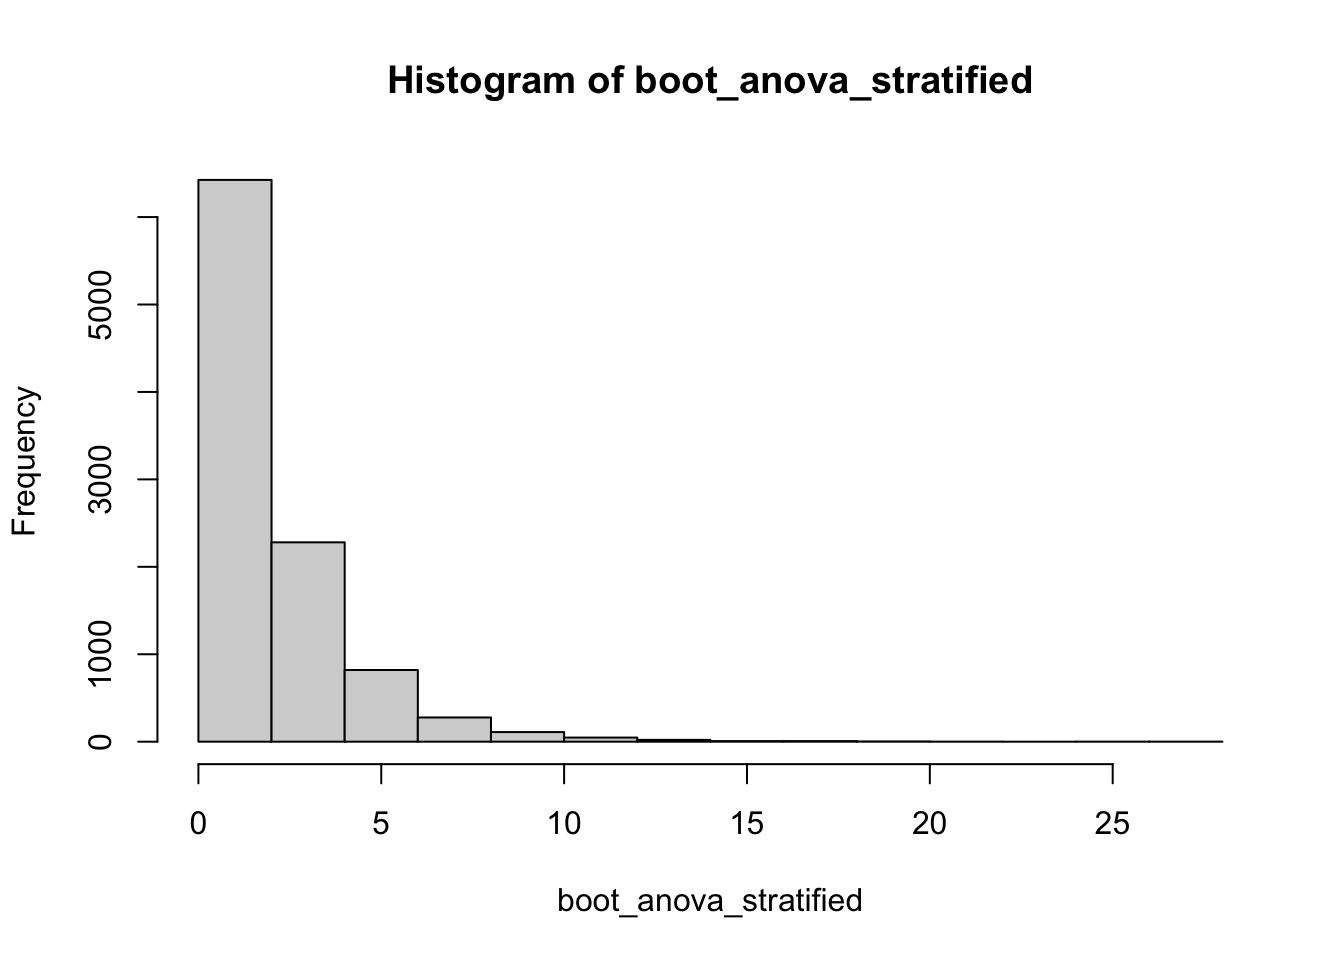 Histogram of boot_anova_stratified
Frequency
5000
3000
1000
0
0 5 10 15 20 25
boot_anova_stratified